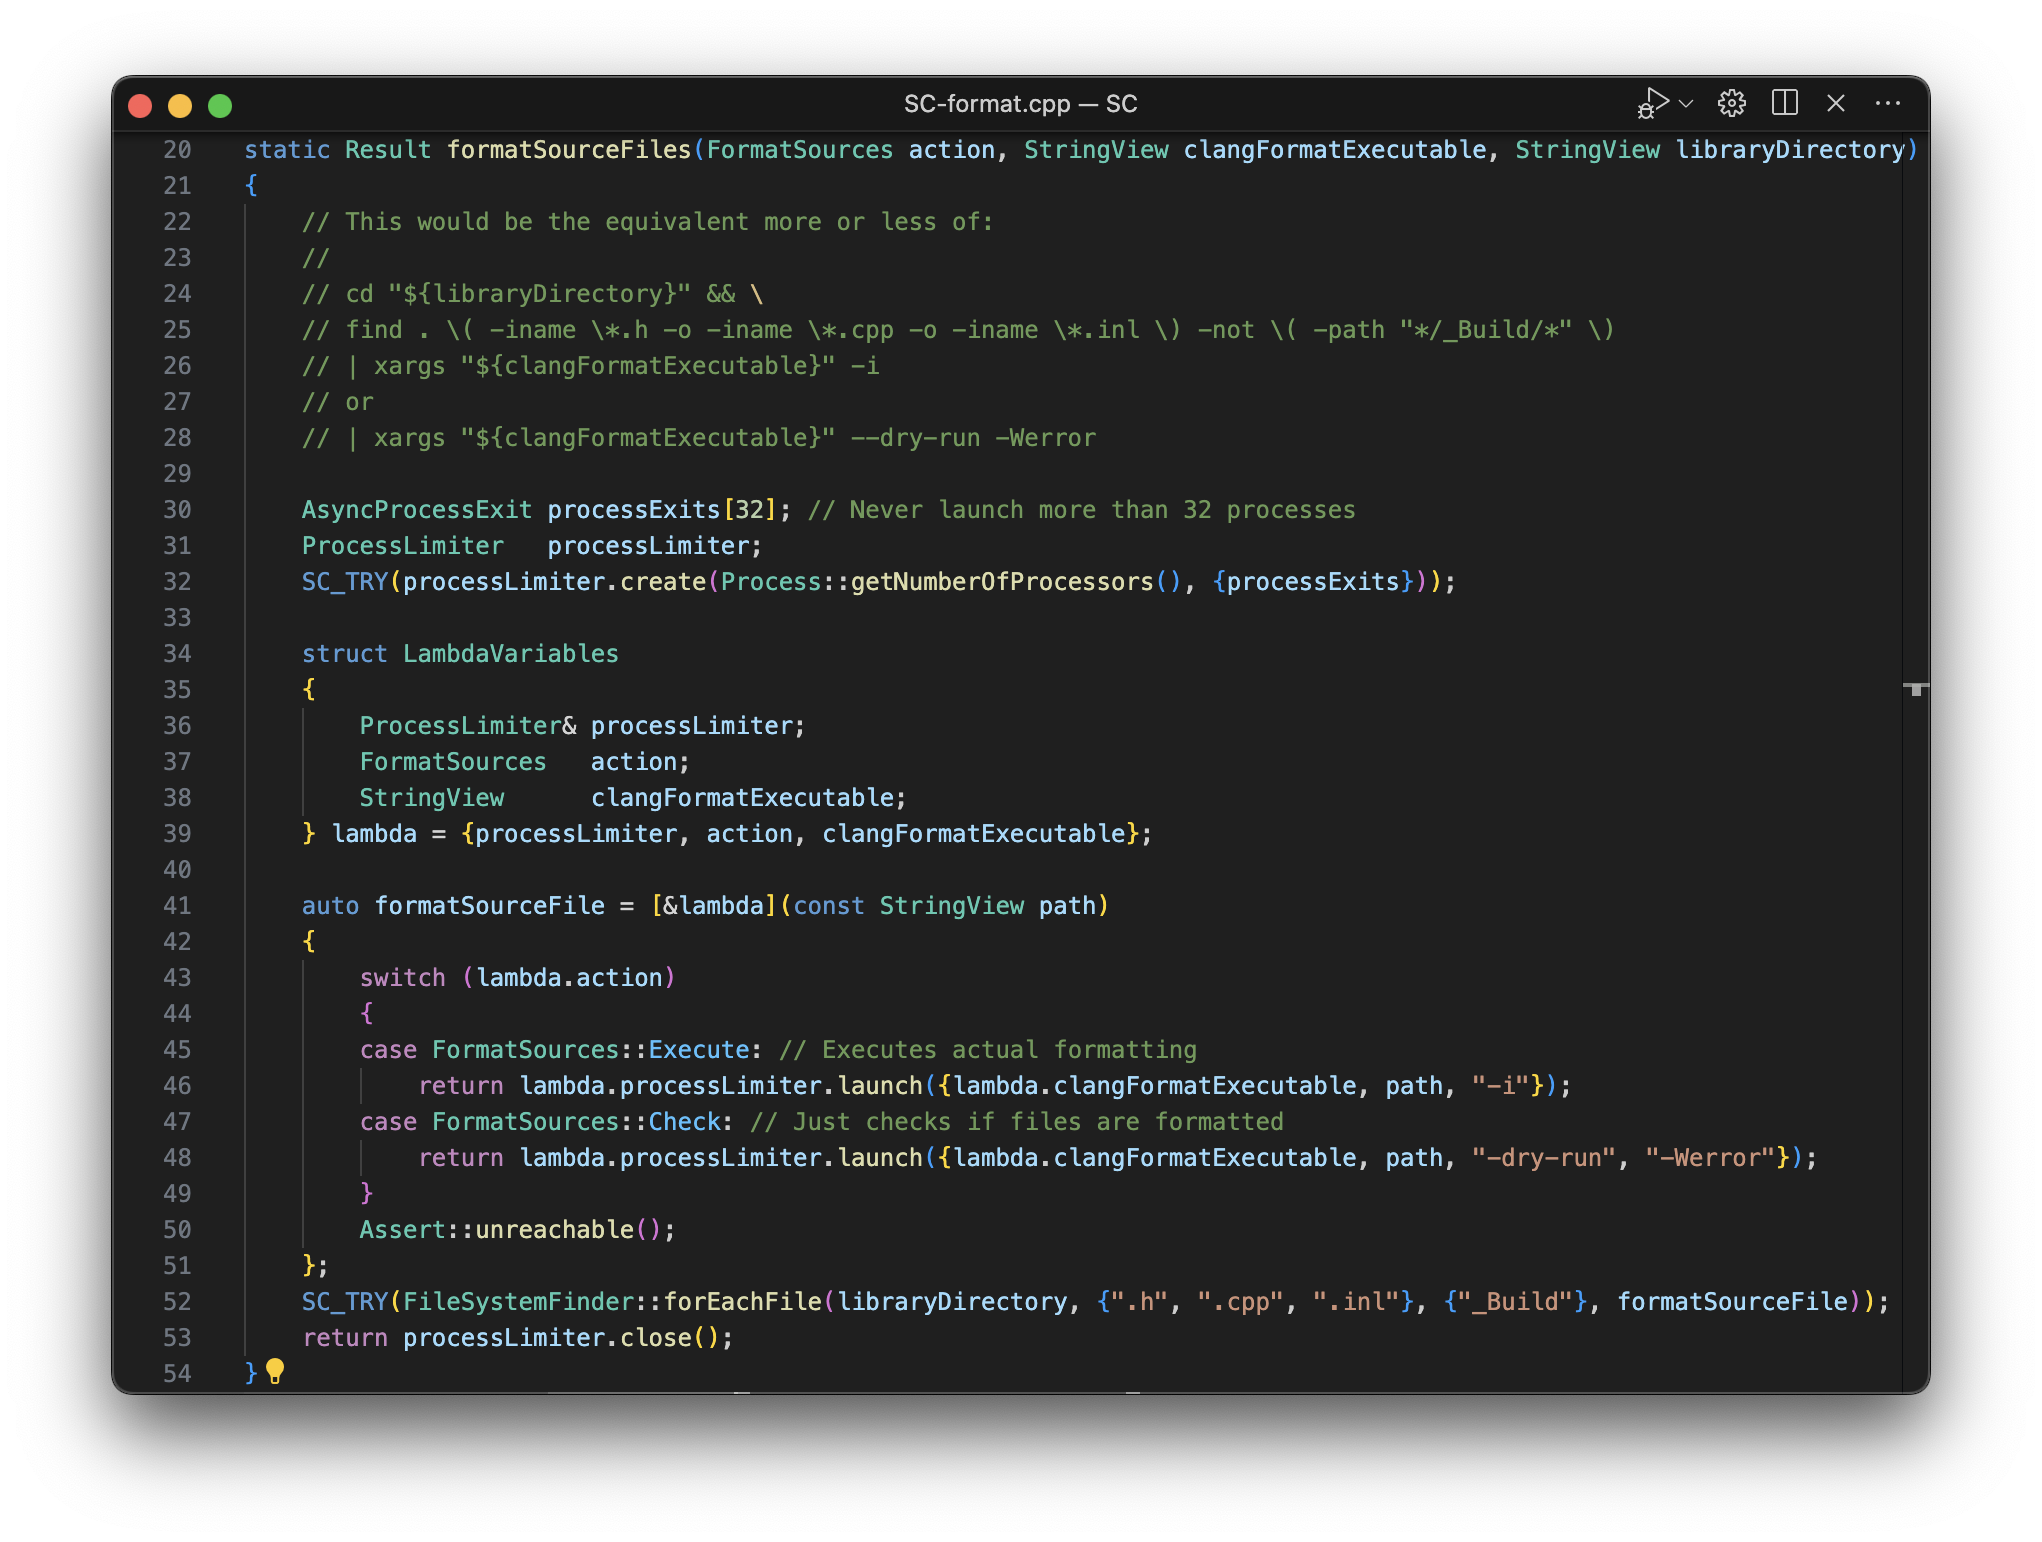 SC-format.cpp — SC
20 static Result formatSourceFiles(FormatSources action, StringView clangFormatExecutable, StringView libraryDirectory)
21 {
22     // This would be the equivalent more or less of:
23     //
24     // cd "${libraryDirectory}" && \
25     // find . \( -iname \*.h -o -iname \*.cpp -o -iname \*.inl \) -not \( -path "*/_Build/*" \)
26     // | xargs "${clangFormatExecutable}" -i
27     // or
28     // | xargs "${clangFormatExecutable}" --dry-run -Werror
29
30     AsyncProcessExit processExits[32]; // Never launch more than 32 processes
31     ProcessLimiter   processLimiter;
32     SC_TRY(processLimiter.create(Process::getNumberOfProcessors(), {processExits}));
33
34     struct LambdaVariables
35     {
36         ProcessLimiter& processLimiter;
37         FormatSources   action;
38         StringView      clangFormatExecutable;
39     } lambda = {processLimiter, action, clangFormatExecutable};
40
41     auto formatSourceFile = [&lambda](const StringView path)
42     {
43         switch (lambda.action)
44         {
45         case FormatSources::Execute: // Executes actual formatting
46             return lambda.processLimiter.launch({lambda.clangFormatExecutable, path, "-i"});
47         case FormatSources::Check: // Just checks if files are formatted
48             return lambda.processLimiter.launch({lambda.clangFormatExecutable, path, "-dry-run", "-Werror"});
49         }
50         Assert::unreachable();
51     };
52     SC_TRY(FileSystemFinder::forEachFile(libraryDirectory, {".h", ".cpp", ".inl"}, {"_Build"}, formatSourceFile));
53     return processLimiter.close();
54 }